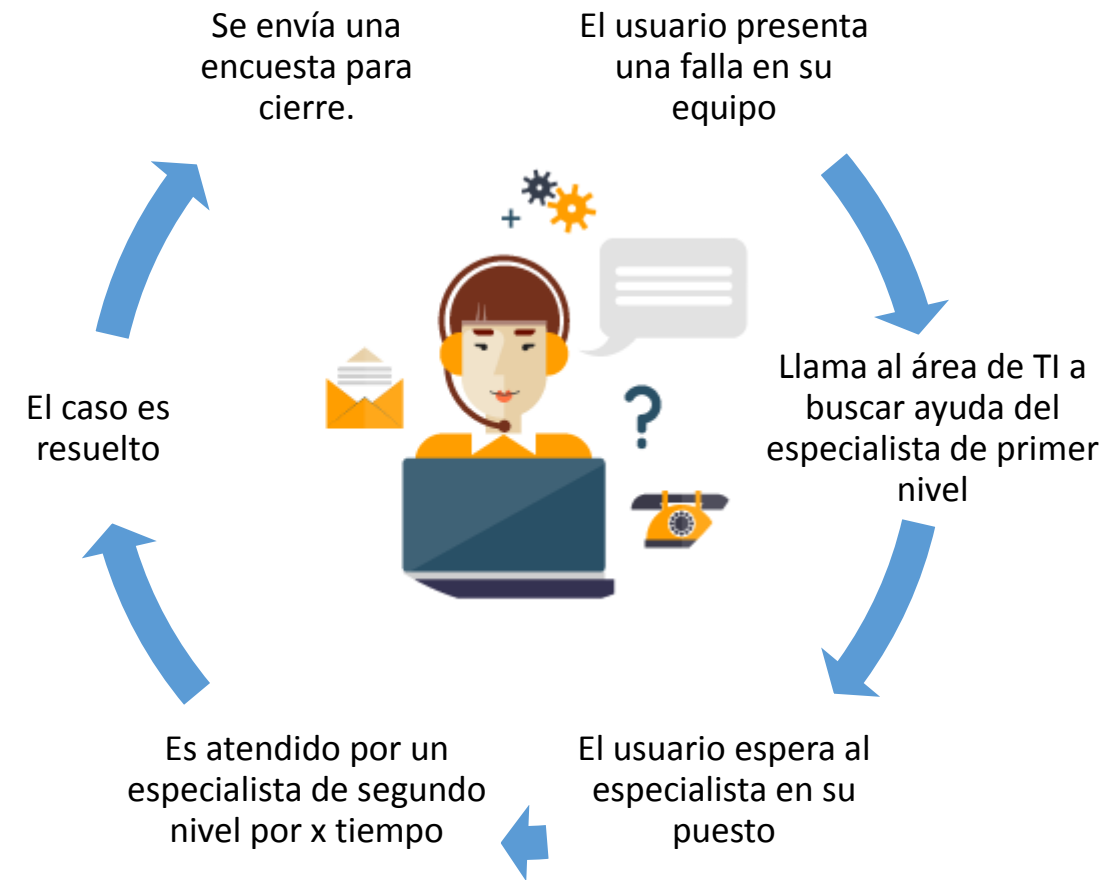 Se envía una
encuesta para
cierre.
El usuario presenta
una falla en su
equipo
Llama al área de TI a
buscar ayuda del
especialista de primer
nivel
El usuario espera al
especialista en su
puesto
Es atendido por un
especialista de segundo
nivel por x tiempo
El caso es
resuelto